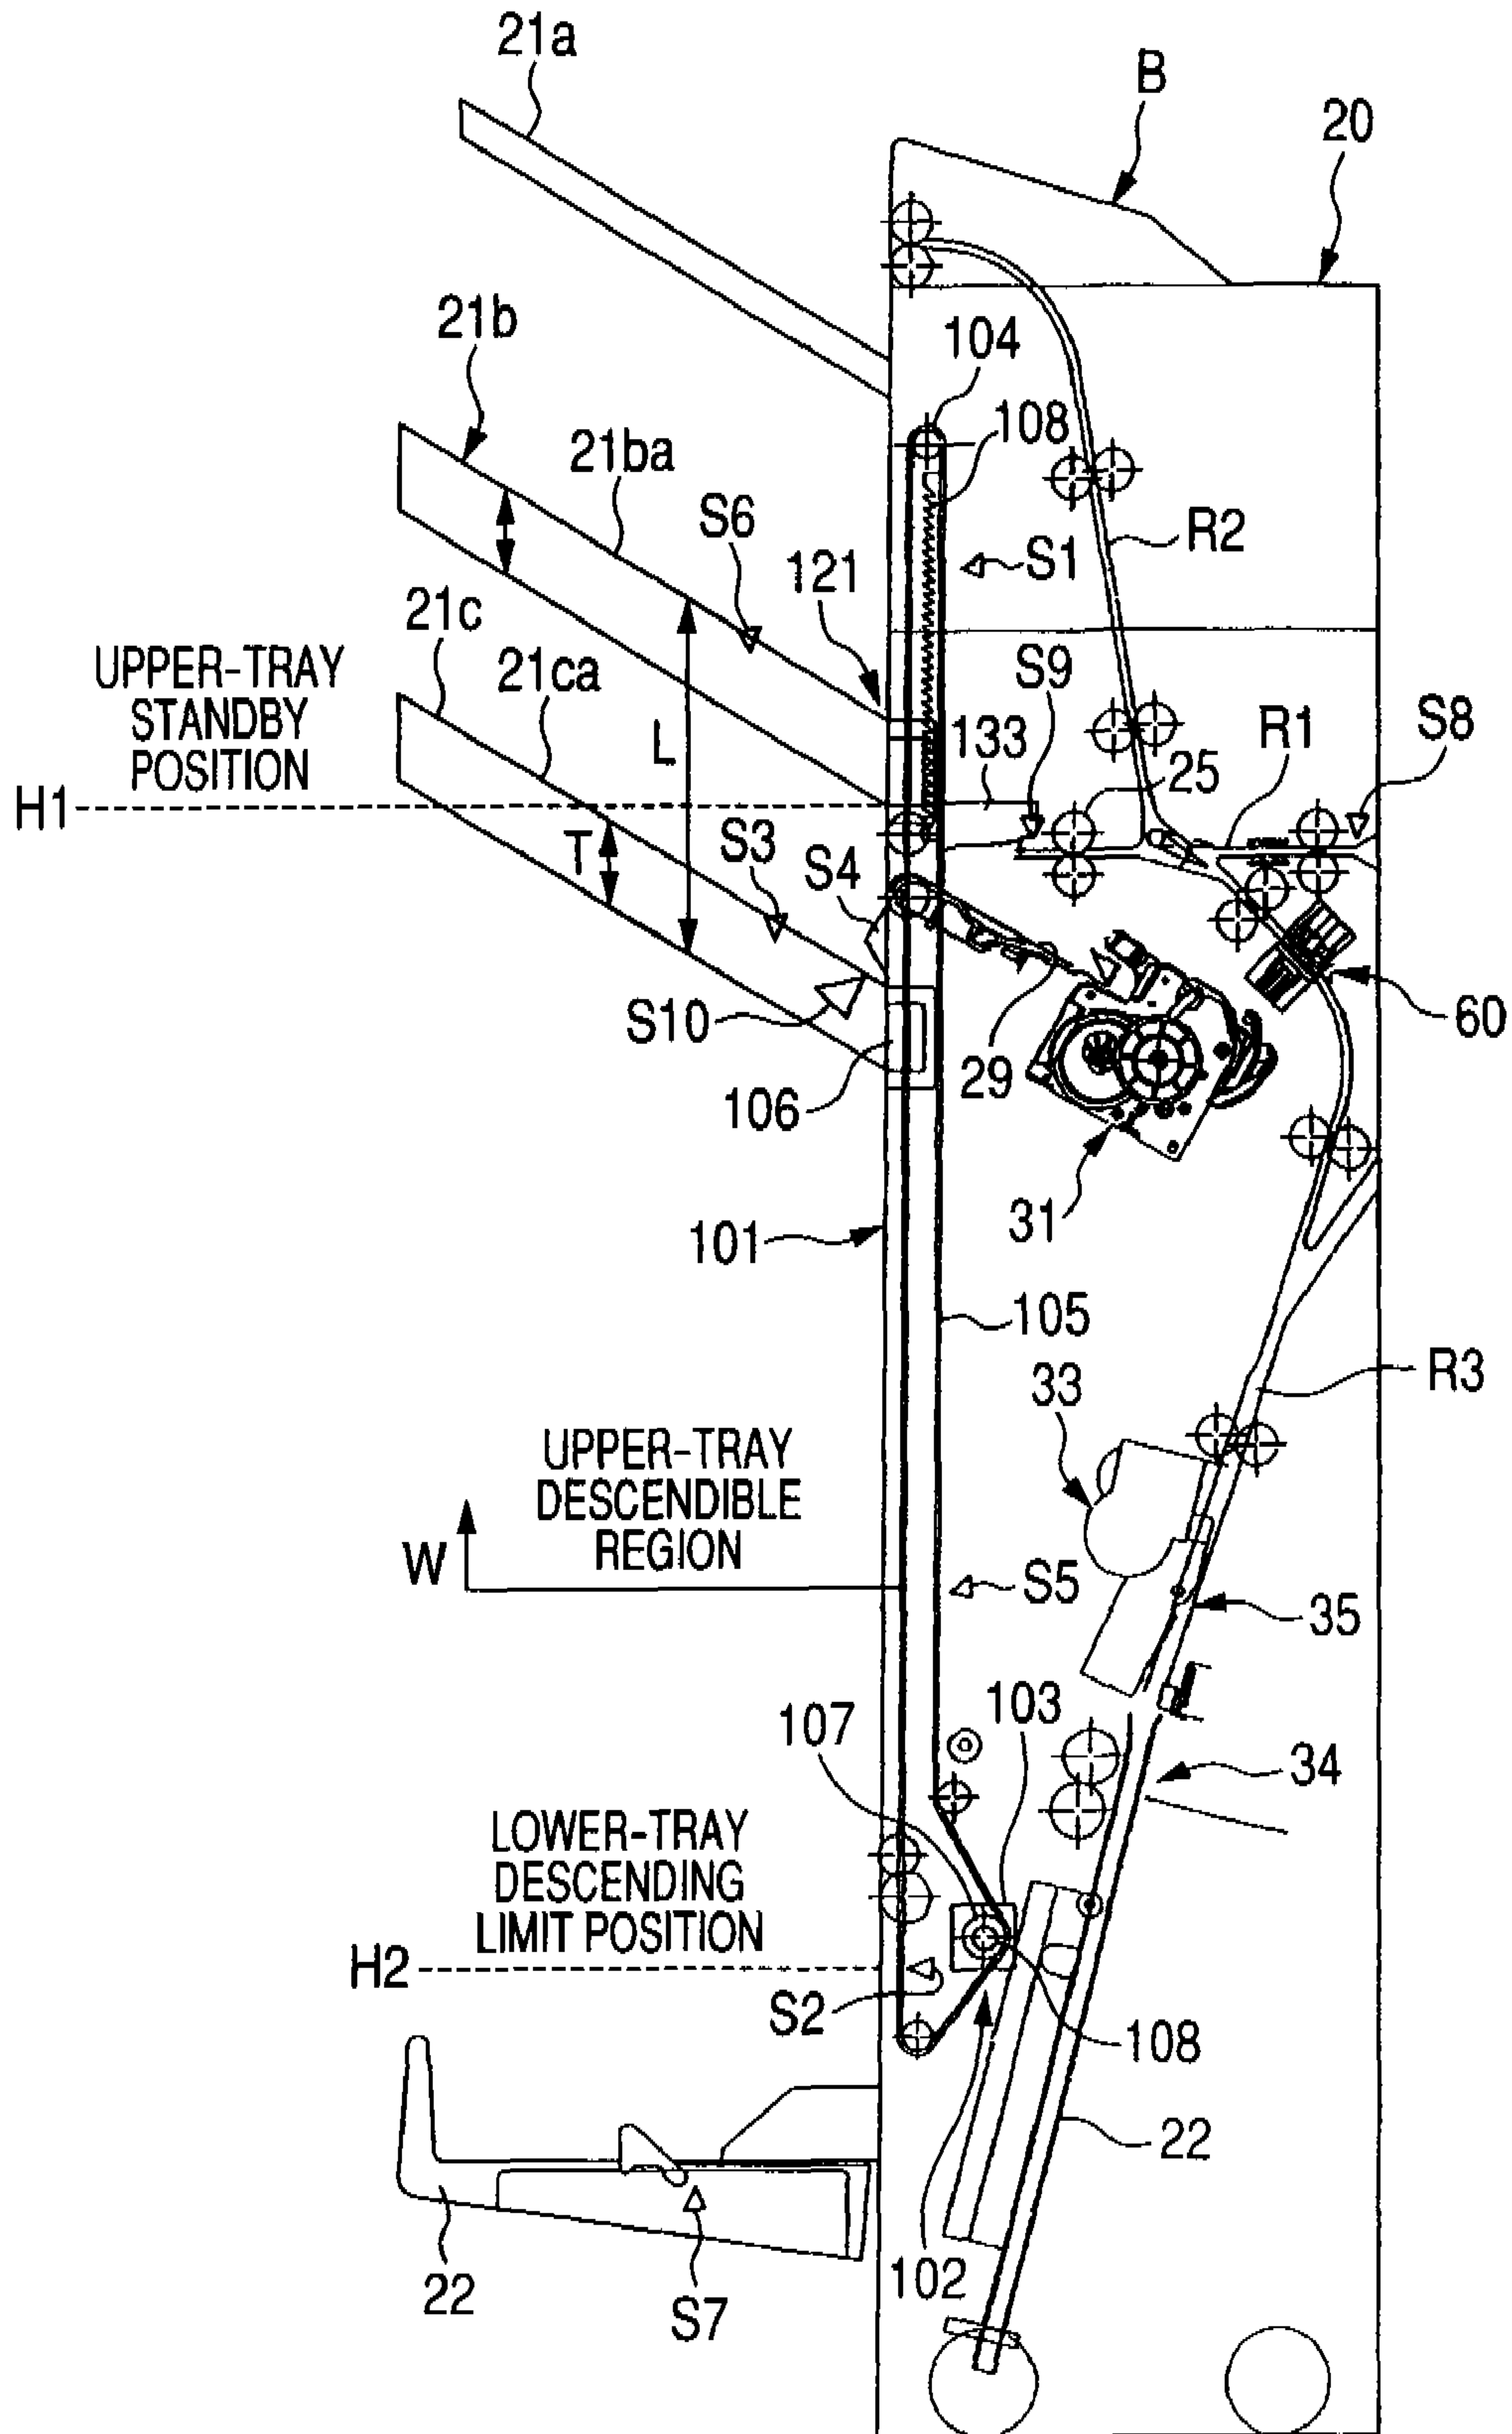 21a
B
20
21b
104
21ba
108
S6
R2
121
S1
21c
UPPER-TRAY
STANDBY
POSITION
21ca
S9
L
133
R1
S8
25
H1
T
S3
S4
S10
60
29
106
31
101
105
R3
33
UPPER-TRAY
DESCENDIBLE
REGION
W
S5
35
107
103
34
LOWER-TRAY
DESCENDING
LIMIT POSITION
H2
S2
108
22
102
22
S7